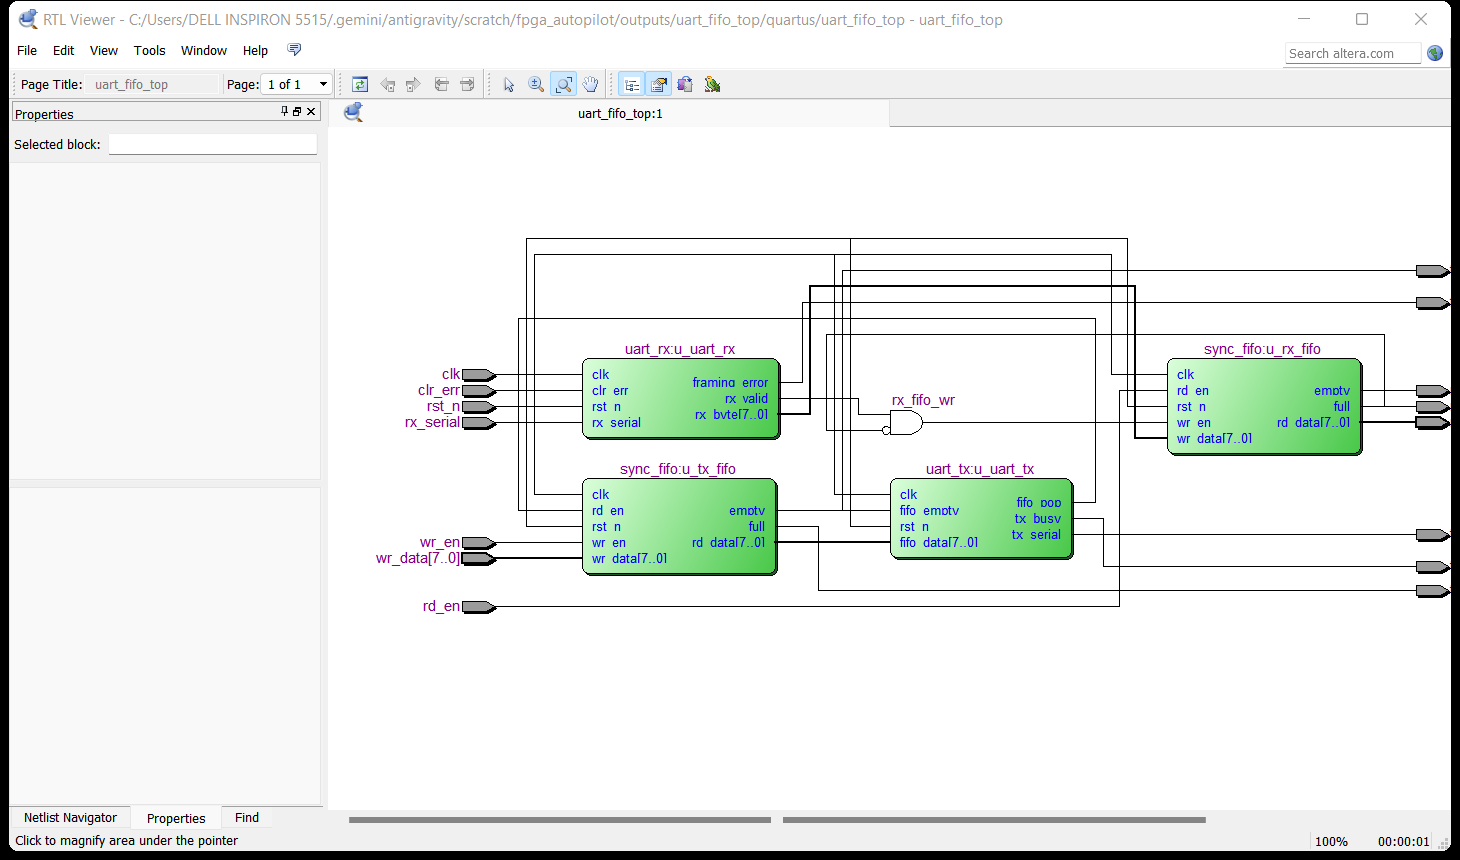 RTL Viewer - C:/Users/DELL INSPIRON 5515/.gemini/antigravity/scratch/fpga_autopilot/outputs/uart_fifo_top/quartus/uart_fifo_top - uart_fifo_top
File Edit View Tools Window Help
Search altera.com
Page Title: uart_fifo_top Page: 1 of 1
Properties
uart_fifo_top:1
Selected block:
uart_rx:u_uart_rx
clk
clr_err
rst_n
rx_serial
clk
clr_err
rst_n
rx_serial
framing_error
rx_valid
rx_byte[7..0]
rx_fifo_wr
sync_fifo:u_rx_fifo
clk
rd_en
rst_n
wr_en
wr_data[7..0]
empty
full
rd_data[7..0]
sync_fifo:u_tx_fifo
wr_en
wr_data[7..0]
clk
rd_en
rst_n
wr_en
wr_data[7..0]
empty
full
rd_data[7..0]
uart_tx:u_uart_tx
clk
fifo_empty
rst_n
fifo_data[7..0]
fifo_pop
tx_busy
tx_serial
rd_en
Netlist Navigator Properties Find
Click to magnify area under the pointer
100% 00:00:01